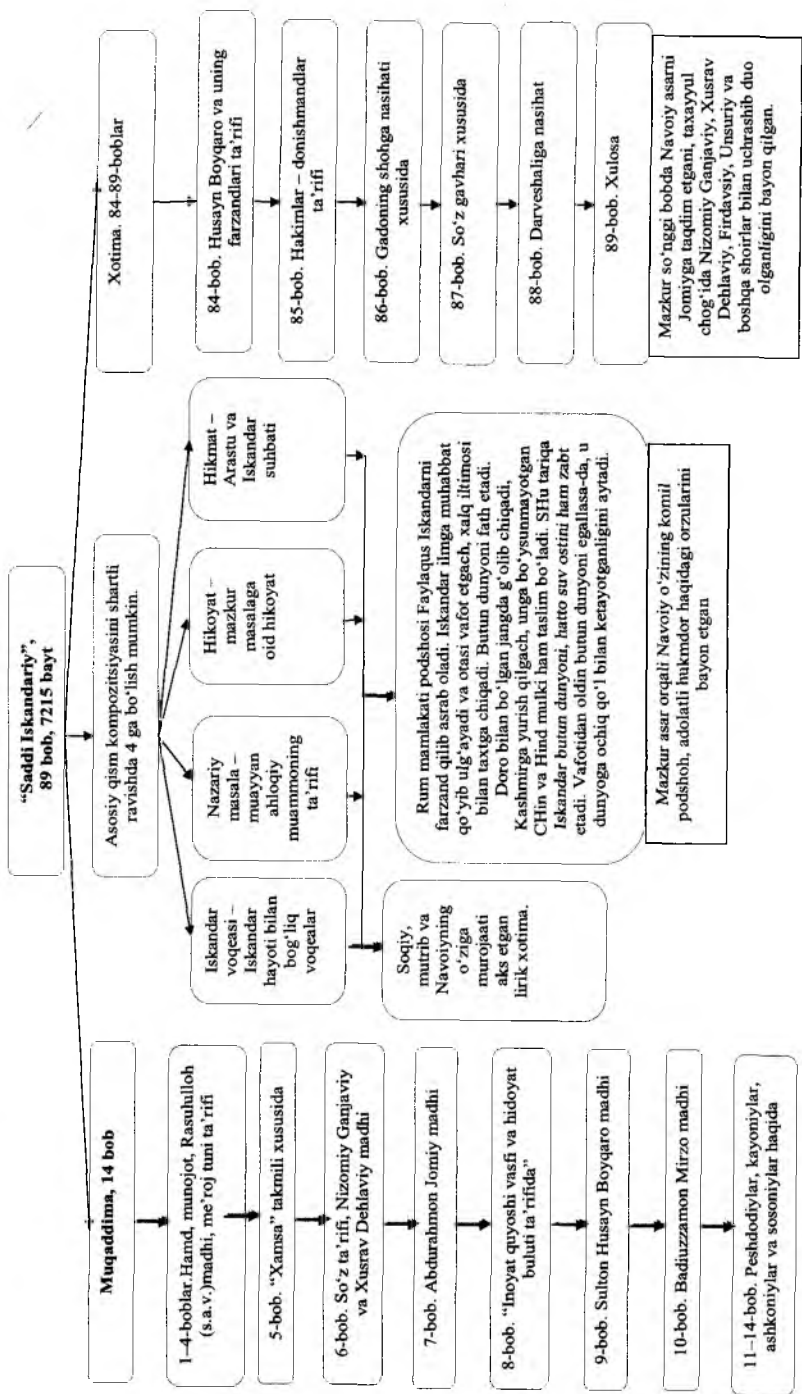 “Saddi Iskandariy”,
89 bob, 7215 bayt
Muqaddima, 14 bob
1–4-boblar.Hamd, munojot, Rasululloh
(s.a.v.)madhi, me’roj tuni ta’rifi
5-bob. “Xamsa” takmili xususida
6-bob. So‘z ta’rifi, Nizomiy Ganjaviy
va Xusrav Dehlaviy madhi
7-bob. Abdurahmon Jomiy madhi
8-bob. “Inoyat quyoshi vasfi va hidoyat
buluti ta’rifida”
9-bob. Sulton Husayn Boyqaro madhi
10-bob. Badiuzzamon Mirzo madhi
11–14-bob. Peshdodiylar, kayoniylar,
ashkoniylar va sosoniylar haqida
Asosiy qism kompozitsiyasini shartli
ravishda 4 ga bo‘lish mumkin.
Iskandar
voqeasi –
Iskandar
hayoti bilan
bog‘liq
voqealar
Nazariy
masala –
muayyan
ahloqiy
muammoning
ta’rifi
Hikoyat –
mazkur
masalaga
oid hikoyat
Hikmat –
Arastu va
Iskandar
suhbati
Soqiy,
mutrib va
Navoiyning
o‘ziga
murojaati
aks etgan
lirik xotima.
Rum mamlakati podshosi Faylaqus Iskandarni
farzand qilib asrab oladi. Iskandar ilmga muhabbat
qo‘yib ulg‘ayadi va otasi vafot etgach, xalq iltimosi
bilan taxtga chiqadi. Butun dunyoni fath etadi.
Doro bilan bo‘lgan jangda g‘olib chiqadi,
Kashmirga yurish qilgach, unga bo‘ysunmayotgan
CHin va Hind mulki ham taslim bo‘ladi. SHu tariqa
Iskandar butun dunyoni, hatto suv ostini ham zabt
etadi. Vafotidan oldin butun dunyoni egallasa-da, u
dunyoga ochiq qo‘l bilan ketayotganligini aytadi.
Mazkur asar orqali Navoiy o‘zining komil
podshoh, adolatli hukmdor haqidagi orzularini
bayon etgan
Xotima. 84-89-boblar
84-bob. Husayn Boyqaro va uning
farzandlari ta’rifi
85-bob. Hakimlar – donishmandlar
ta’rifi
86-bob. Gadoning shohga nasihati
xususida
87-bob. So‘z gavhari xususida
88-bob. Darveshaliga nasihat
89-bob. Xulosa
Mazkur so‘nggi bobda Navoiy asarni
Jomiyga taqdim etgani, taxayyul
chog‘ida Nizomiy Ganjaviy, Xusrav
Dehlaviy, Firdavsiy, Unsuriy va
boshqa shoirlar bilan uchrashib duo
olganligini bayon qilgan.